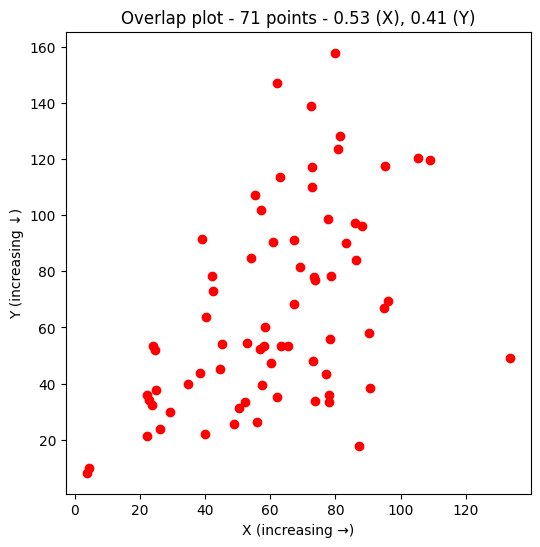 Overlap plot - 71 points - 0.53 (X), 0.41 (Y)
160
140
120
100
80
60
40
20
Y (increasing ↓)
0 20 40 60 80 100 120
X (increasing →)